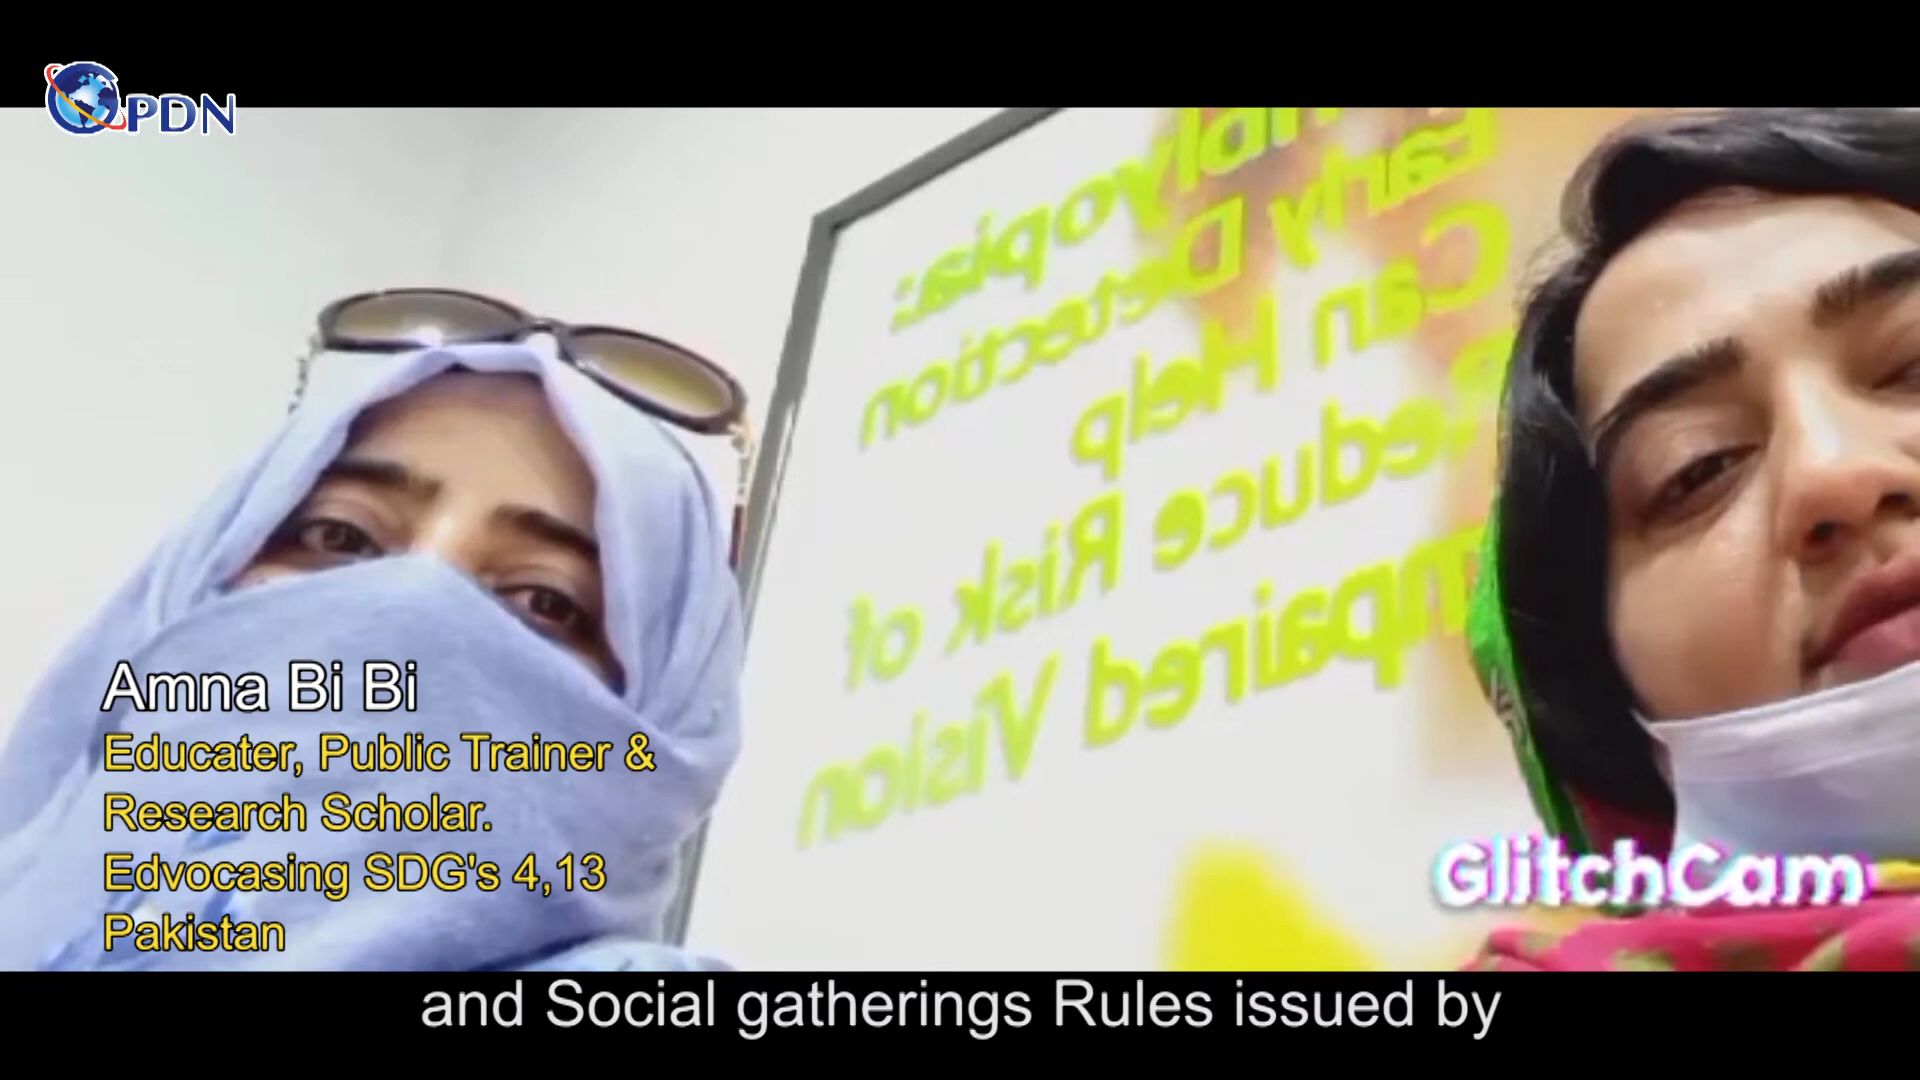 PDN
Amblyopia:
Early Detection
Can Help
Reduce Risk of
Impaired Vision
Amna Bi Bi
Educater, Public Trainer &
Research Scholar.
Edvocasing SDG's 4,13
Pakistan
GlitchCam
and Social gatherings Rules issued by